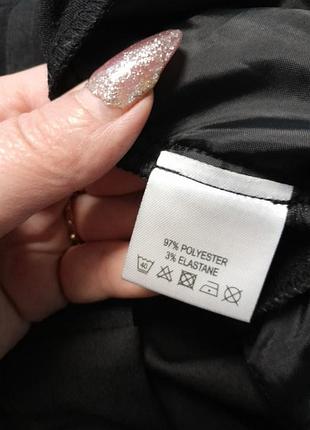 97% POLYESTER
3% ELASTANE
40